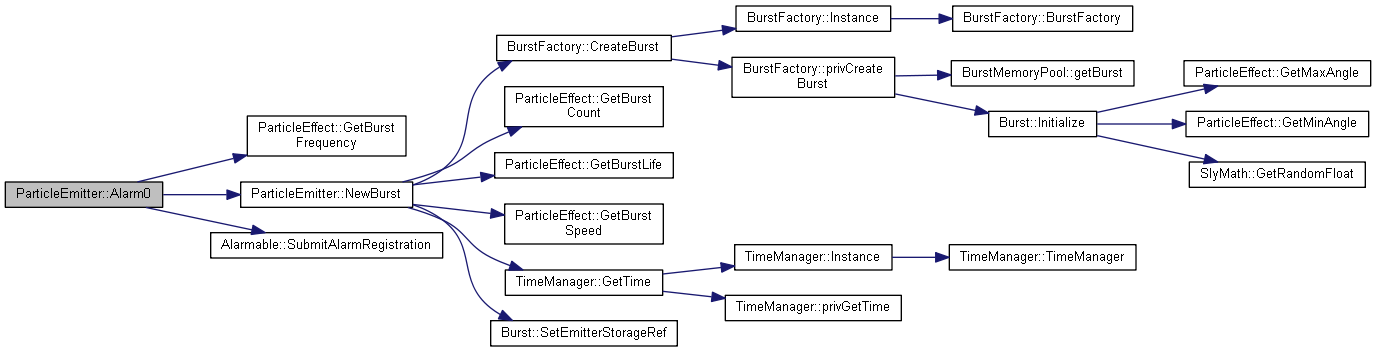 BurstFactory::Instance
BurstFactory::BurstFactory
BurstFactory::CreateBurst
BurstFactory::privCreate
Burst
BurstMemoryPool::getBurst
ParticleEffect::GetMaxAngle
ParticleEffect::GetBurst
Count
Burst::Initialize
ParticleEffect::GetMinAngle
ParticleEffect::GetBurst
Frequency
ParticleEffect::GetBurstLife
SlyMath::GetRandomFloat
ParticleEmitter::Alarm0
ParticleEmitter::NewBurst
ParticleEffect::GetBurst
Speed
Alarmable::SubmitAlarmRegistration
TimeManager::Instance
TimeManager::TimeManager
TimeManager::GetTime
TimeManager::privGetTime
Burst::SetEmitterStorageRef